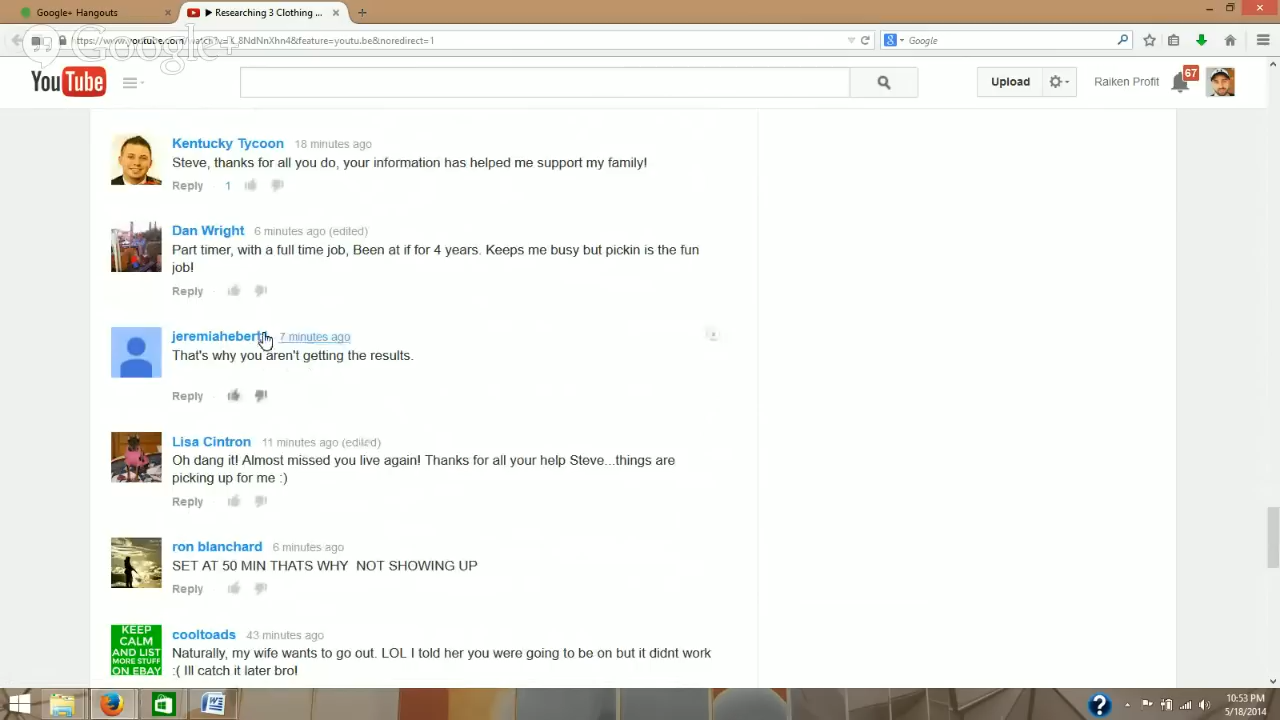 Google+ Hangouts ×
▶ Researching 3 Clothing ... × +
Google+
https://www.youtube.com/watch?v=K_8NdNnXhn4&feature=youtu.be&noredirect=1
Google
YouTube
Upload
Raiken Profit
67
Kentucky Tycoon 18 minutes ago
Steve, thanks for all you do, your information has helped me support my family!
Reply 1
Dan Wright 6 minutes ago (edited)
Part timer, with a full time job, Been at if for 4 years. Keeps me busy but pickin is the fun
job!
Reply
jeremiahebert 7 minutes ago
That's why you aren't getting the results.
Reply
Lisa Cintron 11 minutes ago (edited)
Oh dang it! Almost missed you live again! Thanks for all your help Steve...things are
picking up for me :)
Reply
ron blanchard 6 minutes ago
SET AT 50 MIN THATS WHY  NOT SHOWING UP
Reply
KEEP
CALM
AND LIST
MORE STUFF
ON EBAY
cooltoads 43 minutes ago
Naturally, my wife wants to go out. LOL I told her you were going to be on but it didnt work
:( Ill catch it later bro!
10:53 PM
5/18/2014